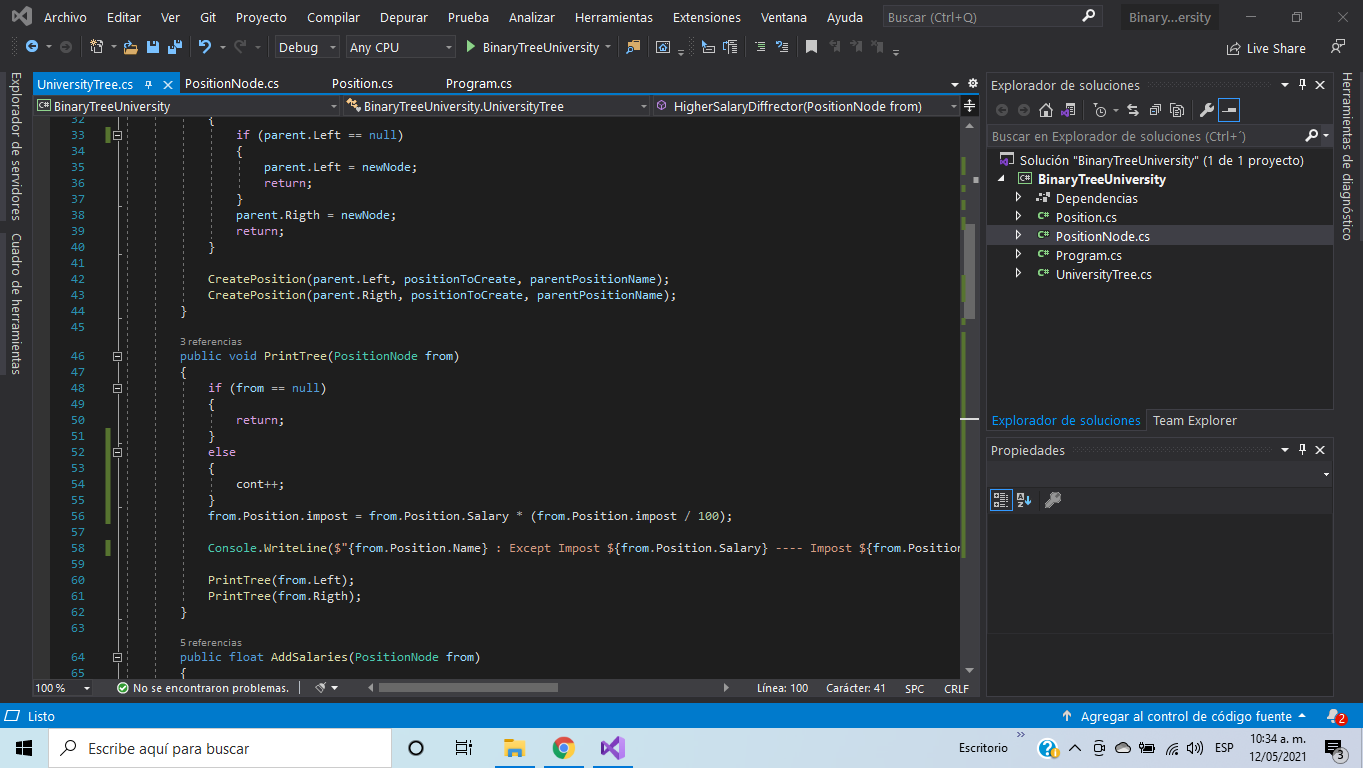 Archivo Editar Ver Git Proyecto Compilar Depurar Prueba Analizar Herramientas Extensiones Ventana Ayuda Buscar (Ctrl+Q) Binary...ersity
Debug Any CPU BinaryTreeUniversity Live Share
Explorador de servidores
Cuadro de herramientas
UniversityTree.cs PositionNode.cs Position.cs Program.cs
BinaryTreeUniversity BinaryTreeUniversity.UniversityTree HigherSalaryDiffrector(PositionNode from)
32 {
33 if (parent.Left == null)
34 {
35 parent.Left = newNode;
36 return;
37 }
38 parent.Rigth = newNode;
39 return;
40 }
41
42 CreatePosition(parent.Left, positionToCreate, parentPositionName);
43 CreatePosition(parent.Rigth, positionToCreate, parentPositionName);
44 }
45
3 referencias
46 public void PrintTree(PositionNode from)
47 {
48 if (from == null)
49 {
50 return;
51 }
52 else
53 {
54 cont++;
55 }
56 from.Position.impost = from.Position.Salary * (from.Position.impost / 100);
57
58 Console.WriteLine($"{from.Position.Name} : Except Impost ${from.Position.Salary} ---- Impost ${from.Position
59
60 PrintTree(from.Left);
61 PrintTree(from.Rigth);
62 }
63
5 referencias
64 public float AddSalaries(PositionNode from)
65 {
100 % No se encontraron problemas. Línea: 100 Carácter: 41 SPC CRLF
Explorador de soluciones
Buscar en Explorador de soluciones (Ctrl+´)
Solución "BinaryTreeUniversity" (1 de 1 proyecto)
BinaryTreeUniversity
Dependencias
C# Position.cs
C# PositionNode.cs
C# Program.cs
C# UniversityTree.cs
Explorador de soluciones Team Explorer
Propiedades
Herramientas de diagnóstico
Listo Agregar al control de código fuente 2
Escribe aquí para buscar Escritorio ESP 10:34 a. m.
12/05/2021 3